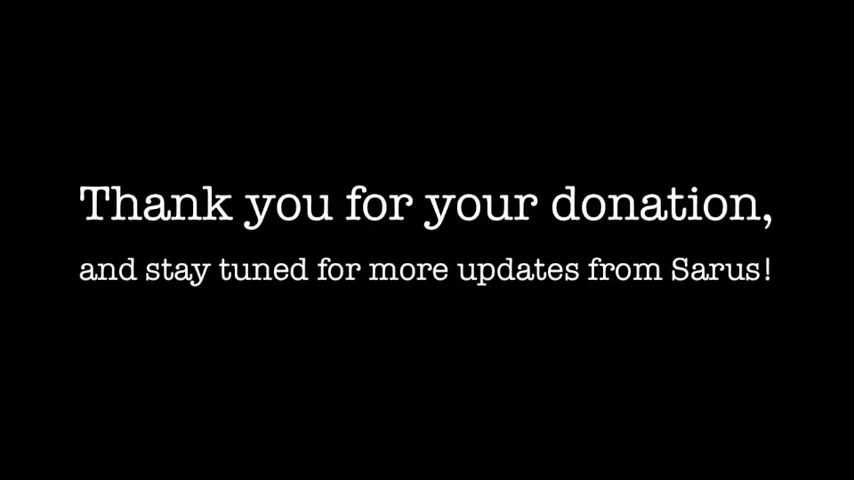 Thank you for your donation,
and stay tuned for more updates from Sarus!